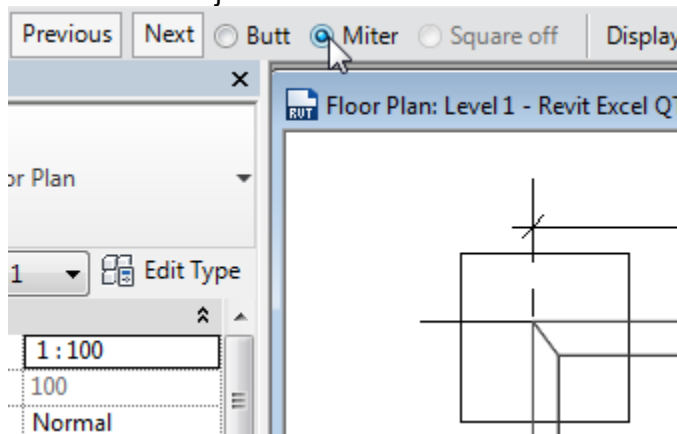 Previous Next Butt Miter Square off Display
RVT Floor Plan: Level 1 - Revit Excel QT
or Plan
1 Edit Type
1 : 100
100
Normal